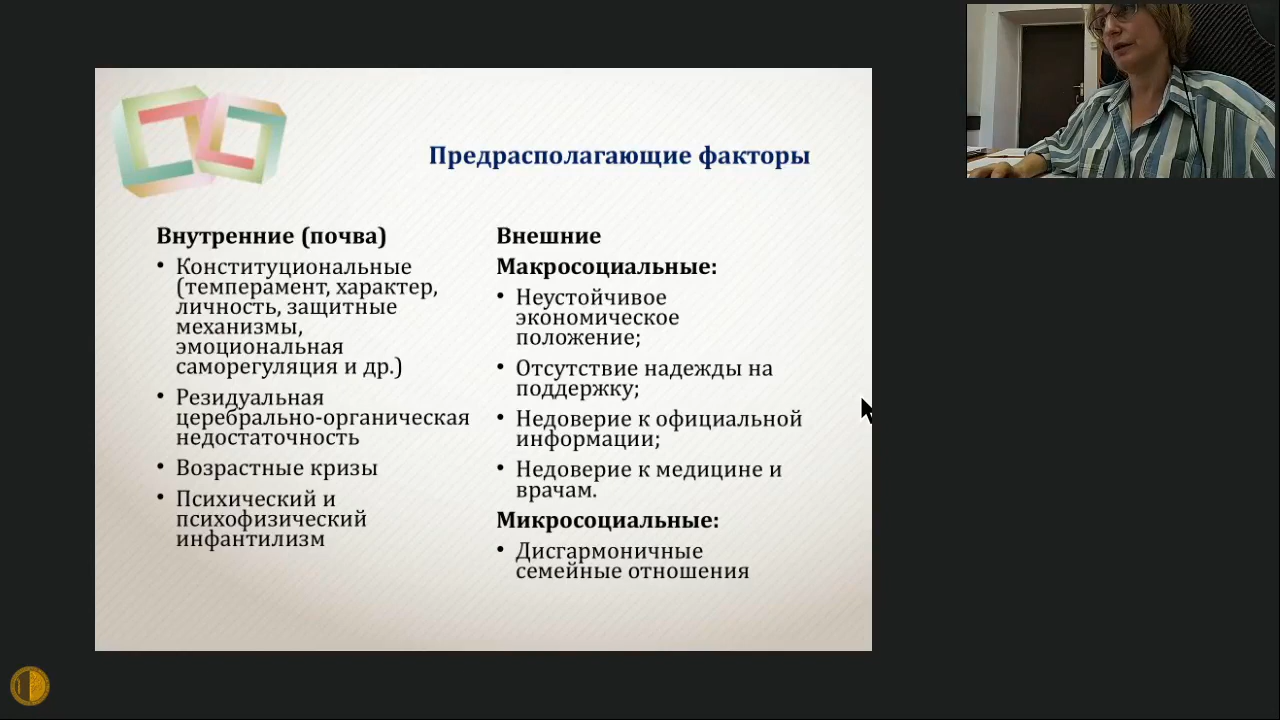 Предрасполагающие факторы
Внутренние (почва)
• Конституциональные
(темперамент, характер,
личность, защитные
механизмы,
эмоциональная
саморегуляция и др.)
• Резидуальная
церебрально-органическая
недостаточность
• Возрастные кризы
• Психический и
психофизический
инфантилизм
Внешние
Макросоциальные:
• Неустойчивое
экономическое
положение;
• Отсутствие надежды на
поддержку;
• Недоверие к официальной
информации;
• Недоверие к медицине и
врачам.
Микросоциальные:
• Дисгармоничные
семейные отношения